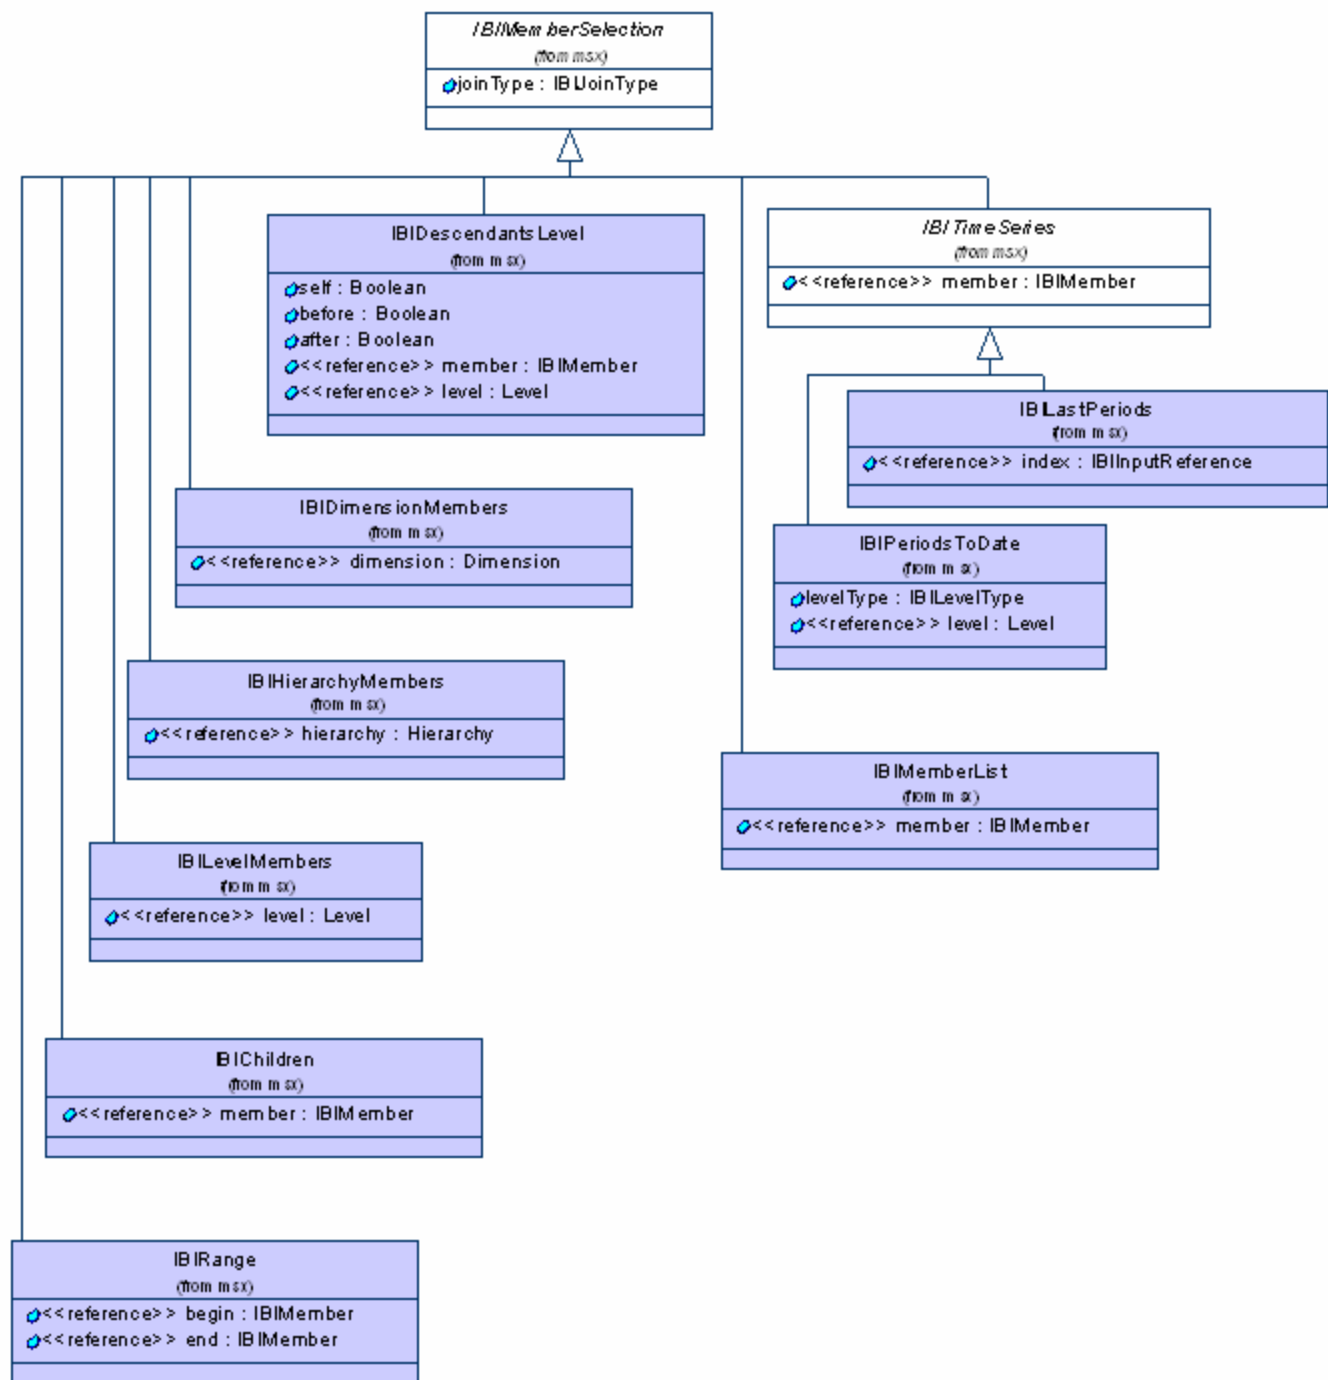 IBIMemberSelection
(from msx)
joinType : IBIJoinType
IBIDescendantsLevel
(from msx)
self : Boolean
before : Boolean
after : Boolean
<<reference>> member : IBIMember
<<reference>> level : Level
IBITimeSeries
(from msx)
<<reference>> member : IBIMember
IBILastPeriods
(from msx)
<<reference>> index : IBIInputReference
IBIDimensionMembers
(from msx)
<<reference>> dimension : Dimension
IBIPeriodsToDate
(from msx)
levelType : IBILevelType
<<reference>> level : Level
IBIHierarchyMembers
(from msx)
<<reference>> hierarchy : Hierarchy
IBIMemberList
(from msx)
<<reference>> member : IBIMember
IBILevelMembers
(from msx)
<<reference>> level : Level
IBIChildren
(from msx)
<<reference>> member : IBIMember
IBIRange
(from msx)
<<reference>> begin : IBIMember
<<reference>> end : IBIMember